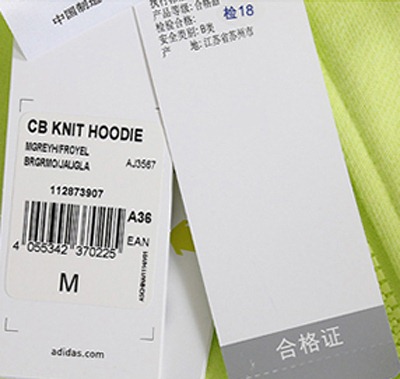 中国制造
执行标
产品等级: 合格品
检验合格: 检18
安全类别: B类
产 地: 江苏省苏州市
CB KNIT HOODIE
MGREYH/FROYEL
BRGRMO/JAUGLA AJ3567
112873907
A36
EAN
4 055342 370225
M
adidas.com
合格证